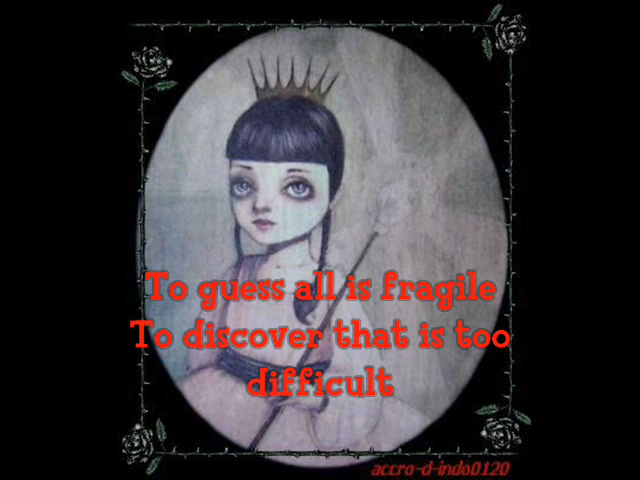 To guess all is fragile
To discover that is too
difficult
accro-d-indo0120